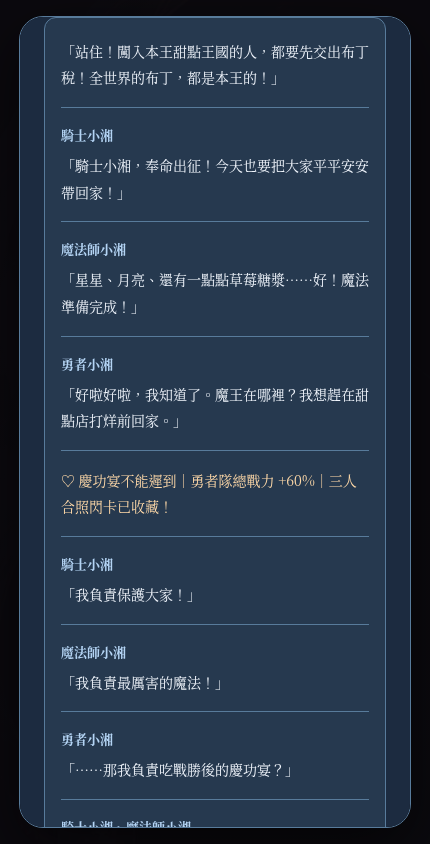 「站住！闖入本王甜點王國的人，都要先交出布丁
稅！全世界的布丁，都是本王的！」
騎士小湘
「騎士小湘，奉命出征！今天也要把大家平平安安
帶回家！」
魔法師小湘
「星星、月亮、還有一點點草莓糖漿⋯⋯好！魔法
準備完成！」
勇者小湘
「好啦好啦，我知道了。魔王在哪裡？我想趕在甜
點店打烊前回家。」
♡ 慶功宴不能遲到｜勇者隊總戰力 +60%｜三人
合照閃卡已收藏！
騎士小湘
「我負責保護大家！」
魔法師小湘
「我負責最厲害的魔法！」
勇者小湘
「⋯⋯那我負責吃戰勝後的慶功宴？」
騎士小湘、魔法師小湘